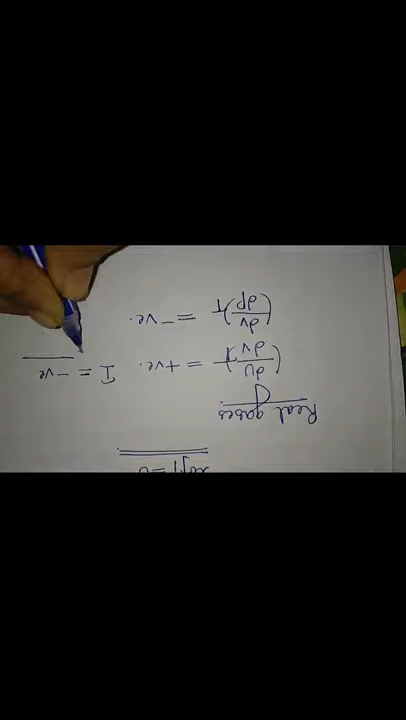 Real gases
(dU/dV)T = +ve. I = -ve
(dv/dp)T = -ve.